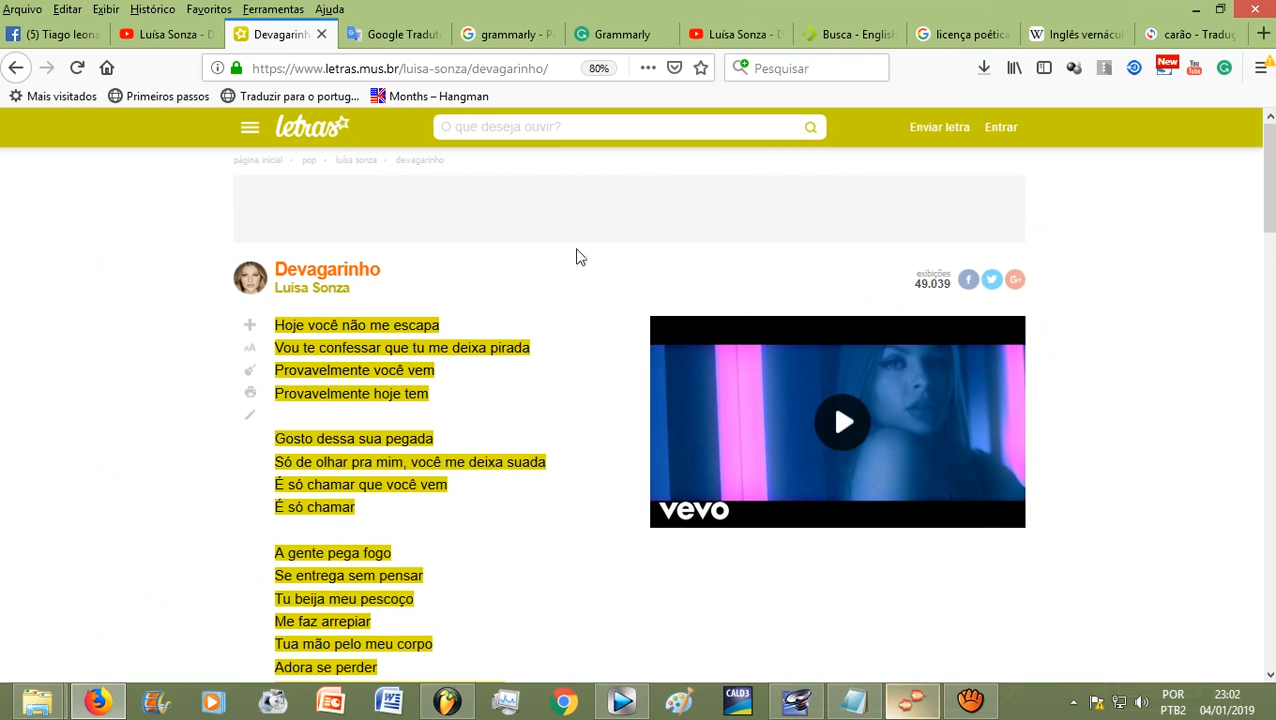 Arquivo Editar Exibir Histórico Favoritos Ferramentas Ajuda
(5) Tiago leona Luísa Sonza - D Devagarinh Google Tradut grammarly - P Grammarly Luísa Sonza - D Busca - English licença poética Inglês vernácul carão - Traduç
https://www.letras.mus.br/luisa-sonza/devagarinho/ 80% Pesquisar New You Tube
Mais visitados Primeiros passos Traduzir para o portug... Months – Hangman
letras O que deseja ouvir? Enviar letra Entrar
página inicial pop luísa sonza devagarinho
Devagarinho
Luísa Sonza
exibições
49.039
Hoje você não me escapa
Vou te confessar que tu me deixa pirada
Provavelmente você vem
Provavelmente hoje tem
Gosto dessa sua pegada
Só de olhar pra mim, você me deixa suada
É só chamar que você vem
É só chamar
A gente pega fogo
Se entrega sem pensar
Tu beija meu pescoço
Me faz arrepiar
Tua mão pelo meu corpo
Adora se perder
vevo
CALD3
POR 23:02
PTB2 04/01/2019